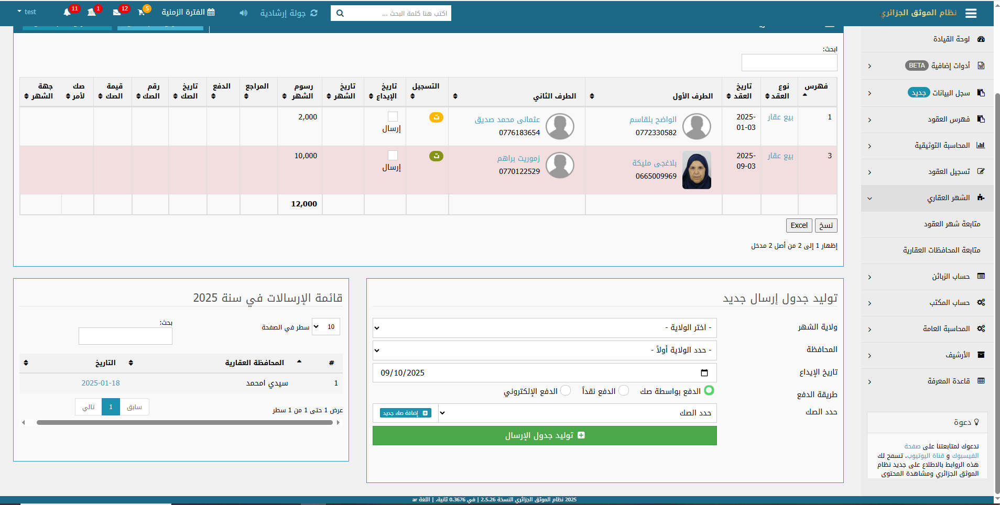 نظام الموثق الجزائري
اكتب هنا كلمة البحث ...
جولة إرشادية
الفترة الزمنية
5
12
1
11
test
لوحة القيادة
أدوات إضافية BETA
سجل البيانات جديد
فهرس العقود
المحاسبة التوثيقية
تسجيل العقود
الشهر العقاري
متابعة شهر العقود
متابعة المحافظات العقارية
حساب الزبائن
حساب المكتب
المحاسبة العامة
الأرشيف
قاعدة المعرفة
دعوة
ندعوك لمتابعتنا على صفحة
الفيسبوك و قناة اليوتيوب. تسمح لك
هذه الروابط بالاطلاع على جديد نظام
الموثق الجزائري ومشاهدة المحتوى
ابحث:
فهرس نوع العقد تاريخ العقد الطرف الأول الطرف الثاني التسجيل تاريخ الإيداع تاريخ الشهر رسوم الشهر المراجع الدفع تاريخ الصك رقم الصك قيمة الصك صك لأمر جهة الشهر
1 بيع عقار 2025-01-03 الواضح بلقاسم 0772330582 عثمانى محمد صديق 0776183654 ت إرسال 2,000
3 بيع عقار 2025-09-03 بلاغجى مليكة 0665009969 زموريت براهم 0770122529 ت إرسال 10,000
12,000
نسخ Excel
إظهار 1 إلى 2 من أصل 2 مدخل
توليد جدول إرسال جديد
ولاية الشهر - اختر الولاية -
المحافظة - حدد الولاية أولاً -
تاريخ الإيداع 09/10/2025
طريقة الدفع الدفع بواسطة صك الدفع نقداً الدفع الإلكتروني
حدد الصك حدد الصك إضافة صك جديد
توليد جدول الإرسال
قائمة الإرسالات في سنة 2025
10 سطر في الصفحة
بحث:
# المحافظة العقارية التاريخ
1 سيدي امحمد 2025-01-18
عرض 1 حتى 1 من 1 سطر
سابق 1 تالي
2025 نظام الموثق الجزائري النسخة 2.5.26 | في 0.3676 ثانية. | اللغة ar